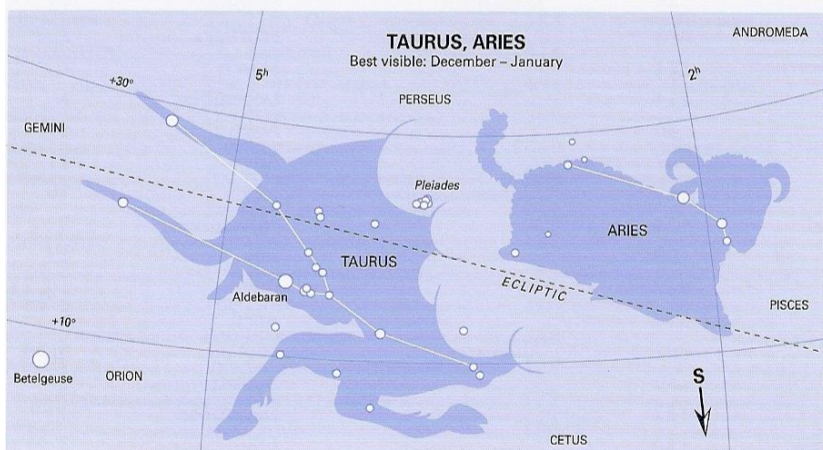 TAURUS, ARIES
Best visible: December – January
ANDROMEDA
5h
2h
+30°
PERSEUS
GEMINI
Pleiades
ARIES
TAURUS
ECLIPTIC
Aldebaran
PISCES
+10°
Betelgeuse
ORION
S
CETUS